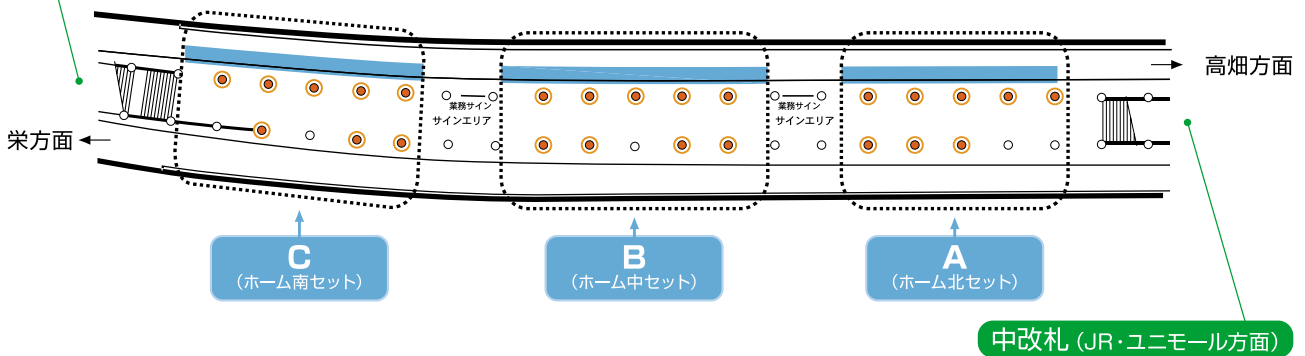 高畑方面
業務サイン
サインエリア
業務サイン
サインエリア
栄方面
C
(ホーム南セット)
B
(ホーム中セット)
A
(ホーム北セット)
中改札(JR・ユニモール方面)